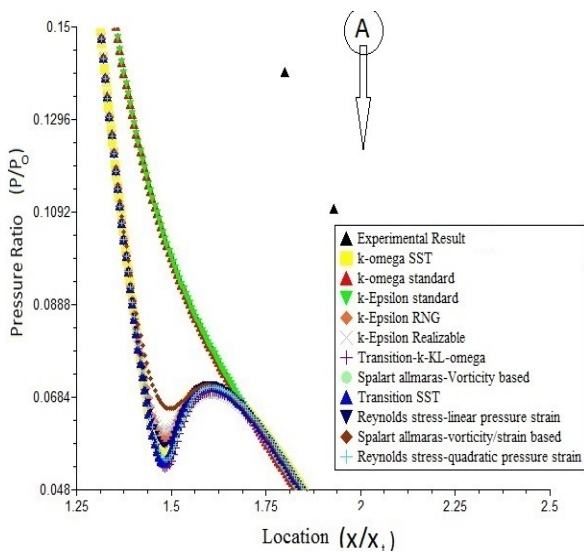 A
0.15
0.1296
0.1092
0.0888
0.0684
0.048
Pressure Ratio (P/P₀)
Experimental Result
k-omega SST
k-omega standard
k-Epsilon standard
k-Epsilon RNG
k-Epsilon Realizable
Transition-k-KL-omega
Spalart allmaras-Vorticity based
Transition SST
Reynolds stress-linear pressure strain
Spalart allmaras-vorticity/strain based
Reynolds stress-quadratic pressure strain
1.25 1.5 1.75 2 2.25 2.5
Location (x/xₜ)